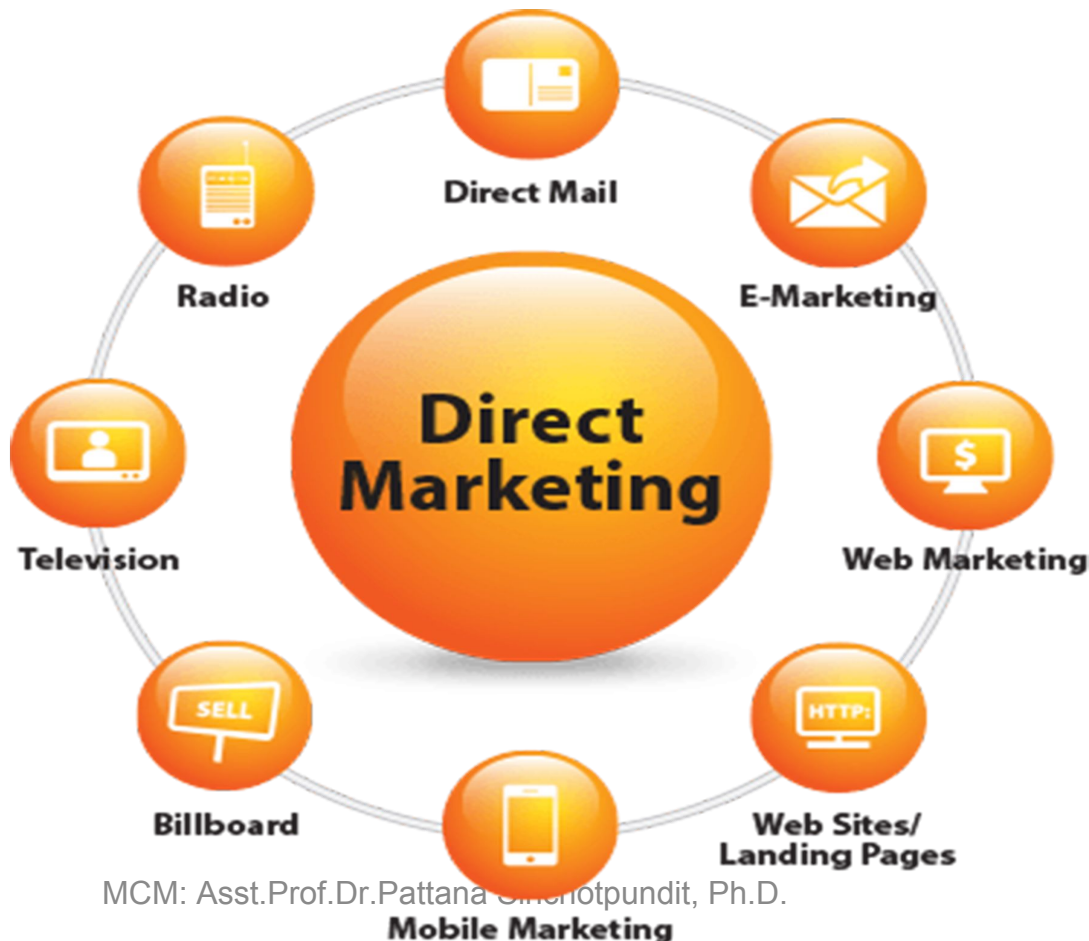 Direct Mail
Radio
E-Marketing
Direct
Marketing
$
Television
Web Marketing
SELL
HTTP:
Billboard
Web Sites/
Landing Pages
MCM: Asst.Prof.Dr.Pattana Ph.D.
Mobile Marketing